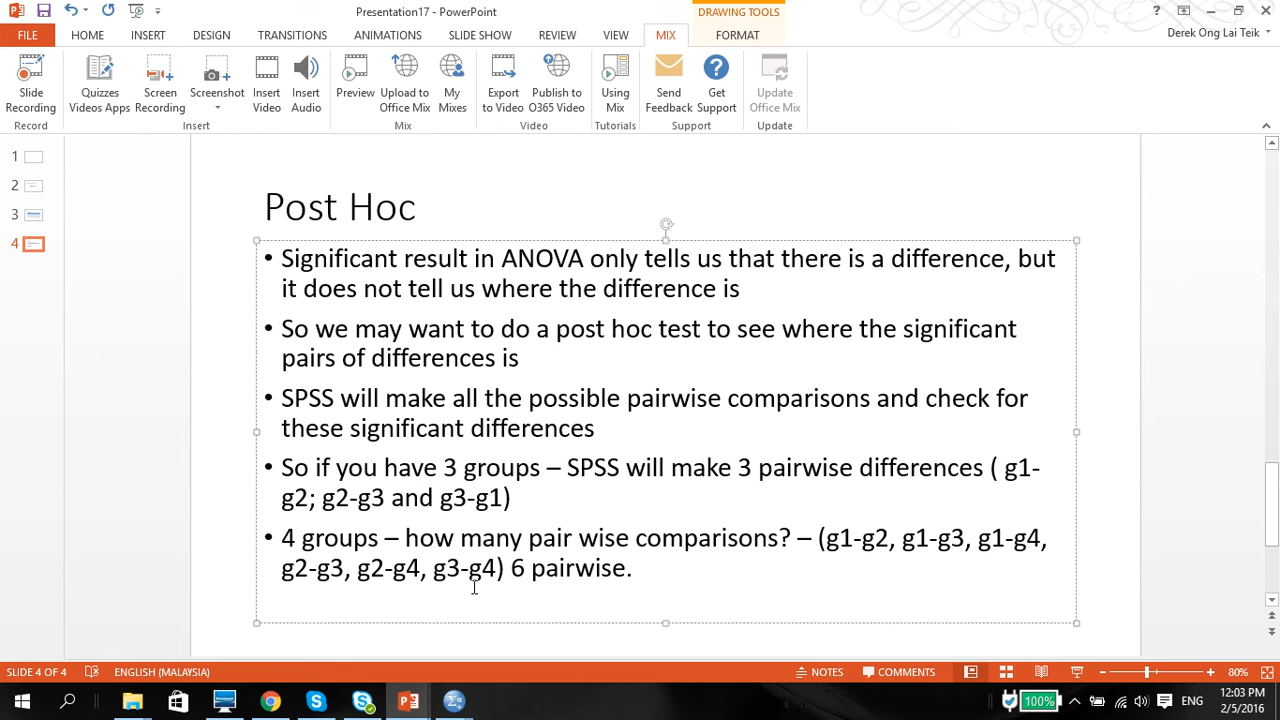 Presentation17 - PowerPoint
DRAWING TOOLS
?
FILE
HOME
INSERT
DESIGN
TRANSITIONS
ANIMATIONS
SLIDE SHOW
REVIEW
VIEW
MIX
FORMAT
Derek Ong Lai Teik
Slide Recording
Quizzes Videos Apps
Screen Recording
Screenshot
Insert Video
Insert Audio
Preview
Upload to Office Mix
My Mixes
Export to Video
Publish to O365 Video
Using Mix
Send Feedback
Get Support
Update Office Mix
Record
Insert
Mix
Video
Tutorials
Support
Update
1
2
3
4
Post Hoc
• Significant result in ANOVA only tells us that there is a difference, but
it does not tell us where the difference is
• So we may want to do a post hoc test to see where the significant
pairs of differences is
• SPSS will make all the possible pairwise comparisons and check for
these significant differences
• So if you have 3 groups – SPSS will make 3 pairwise differences ( g1-
g2; g2-g3 and g3-g1)
• 4 groups – how many pair wise comparisons? – (g1-g2, g1-g3, g1-g4,
g2-g3, g2-g4, g3-g4) 6 pairwise.
SLIDE 4 OF 4
ENGLISH (MALAYSIA)
NOTES
COMMENTS
80%
100%
ENG
12:03 PM
2/5/2016